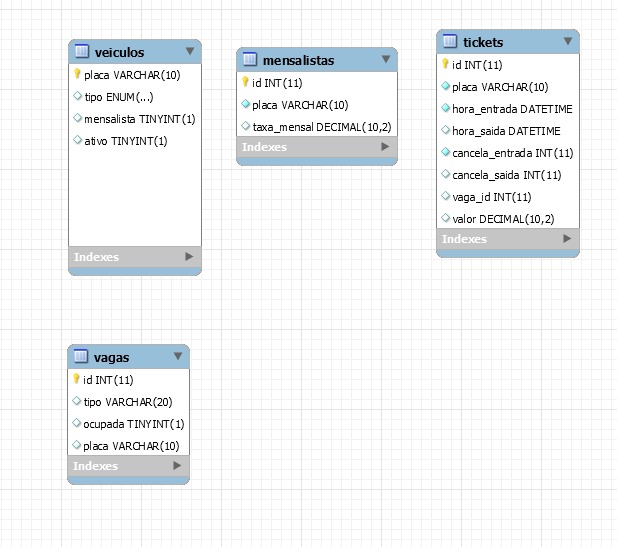 veiculos
placa VARCHAR(10)
tipo ENUM(...)
mensalista TINYINT(1)
ativo TINYINT(1)
Indexes
mensalistas
id INT(11)
placa VARCHAR(10)
taxa_mensal DECIMAL(10,2)
Indexes
tickets
id INT(11)
placa VARCHAR(10)
hora_entrada DATETIME
hora_saida DATETIME
cancela_entrada INT(11)
cancela_saida INT(11)
vaga_id INT(11)
valor DECIMAL(10,2)
Indexes
vagas
id INT(11)
tipo VARCHAR(20)
ocupada TINYINT(1)
placa VARCHAR(10)
Indexes